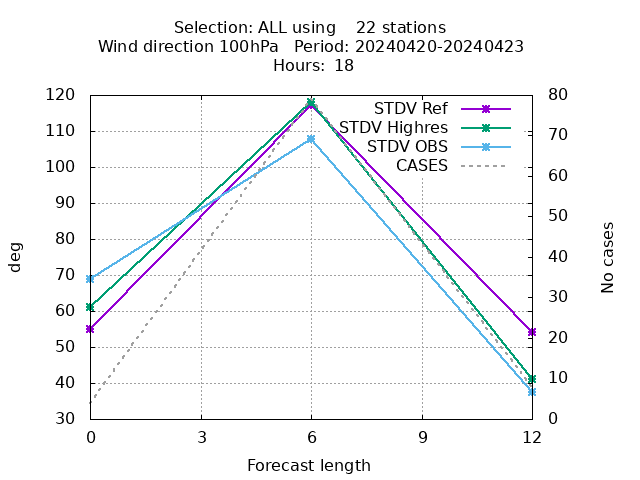 Selection: ALL using    22 stations
Wind direction 100hPa   Period: 20240420-20240423
Hours:  18
STDV Ref
STDV Highres
STDV OBS
CASES
deg
No cases
120
110
100
90
80
70
60
50
40
30
80
70
60
50
40
30
20
10
0
0 3 6 9 12
Forecast length